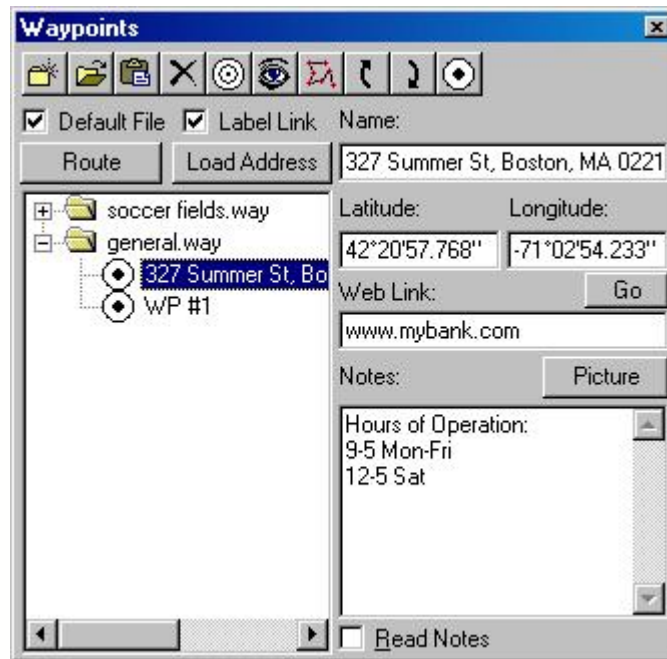 Waypoints
Default File
Label Link
Name:
Route
Load Address
327 Summer St, Boston, MA 0221
soccer fields.way
general.way
327 Summer St, Bo
WP #1
Latitude:
Longitude:
42°20'57.768''
-71°02'54.233''
Web Link:
Go
www.mybank.com
Notes:
Picture
Hours of Operation:
9-5 Mon-Fri
12-5 Sat
Read Notes